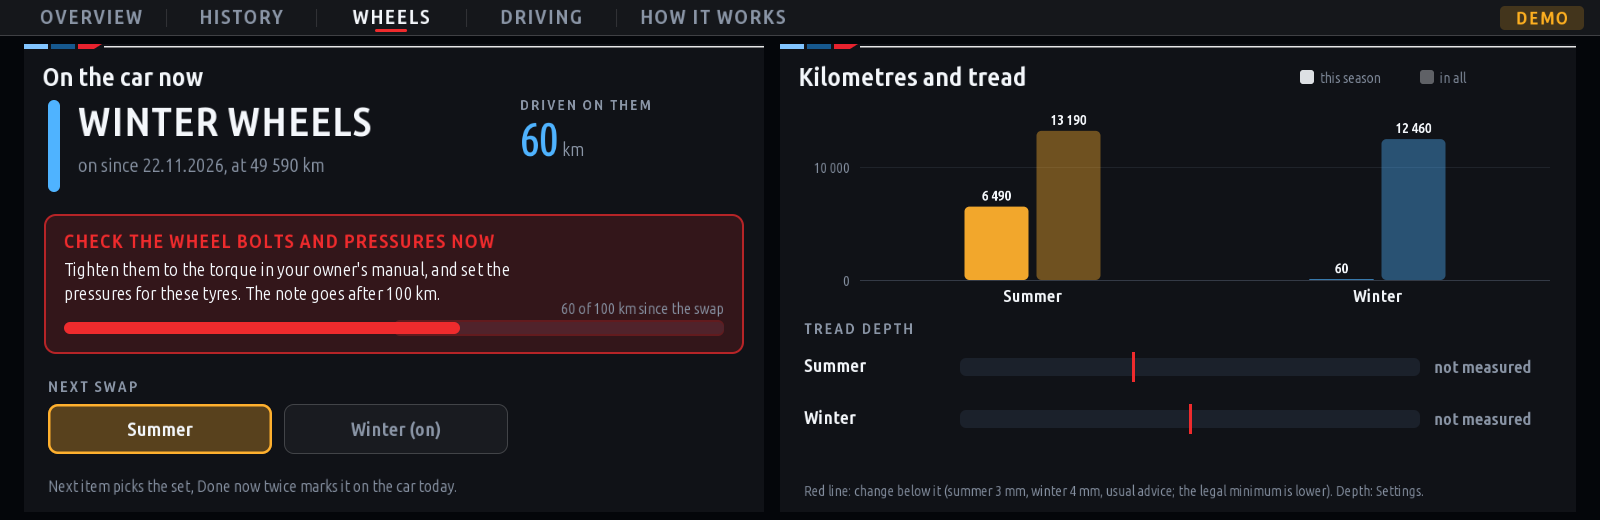 OVERVIEW
HISTORY
WHEELS
DRIVING
HOW IT WORKS
DEMO
On the car now
WINTER WHEELS
on since 22.11.2026, at 49 590 km
DRIVEN ON THEM
60 km
CHECK THE WHEEL BOLTS AND PRESSURES NOW
Tighten them to the torque in your owner's manual, and set the
pressures for these tyres. The note goes after 100 km.
60 of 100 km since the swap
NEXT SWAP
Summer
Winter (on)
Next item picks the set, Done now twice marks it on the car today.
Kilometres and tread
this season
in all
13 190
12 460
10 000
6 490
60
0
Summer
Winter
TREAD DEPTH
Summer
not measured
Winter
not measured
Red line: change below it (summer 3 mm, winter 4 mm, usual advice; the legal minimum is lower). Depth: Settings.